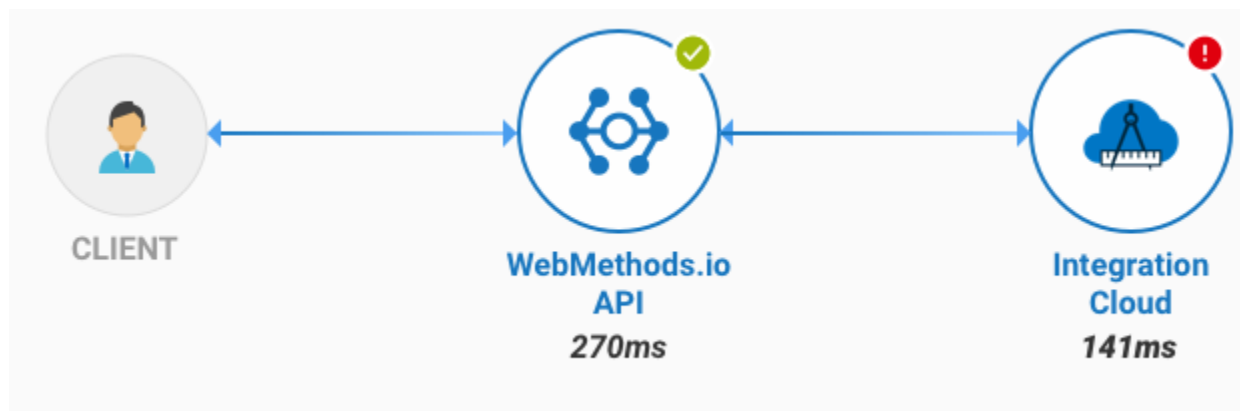 CLIENT
WebMethods.io
API
270ms
Integration
Cloud
141ms